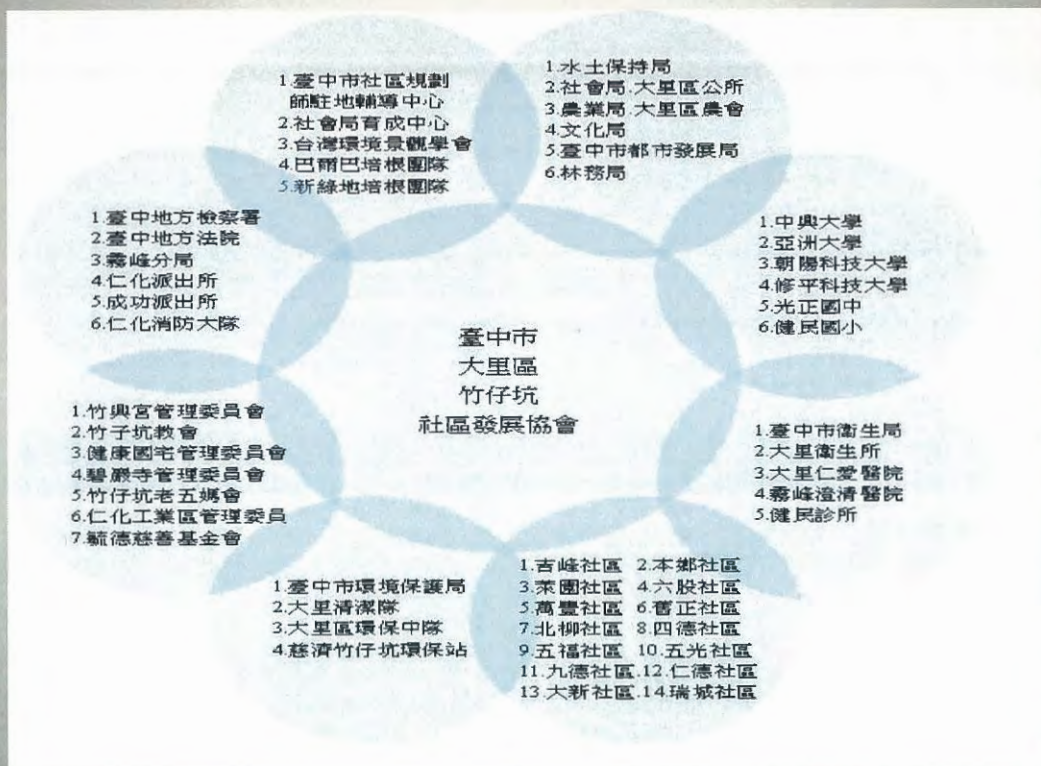 1.臺中市社區規劃
師駐地輔導中心
2.社會局育成中心
3.台灣環境景觀學會
4.巴爾巴培根團隊
5.新綠地培根團隊
1.水土保持局
2.社會局.大里區公所
3.農業局.大里區農會
4.文化局
5.臺中市都市發展局
6.林務局
1.臺中地方檢察署
2.臺中地方法院
3.霧峰分局
4.仁化派出所
5.成功派出所
6.仁化消防大隊
1.中興大學
2.亞洲大學
3.朝陽科技大學
4.修平科技大學
5.光正國中
6.健民國小
臺中市
大里區
竹仔坑
社區發展協會
1.竹興宮管理委員會
2.竹子坑教會
3.健康國宅管理委員會
4.碧巖寺管理委員會
5.竹仔坑老五媽會
6.仁化工業區管理委員
7.毓德慈善基金會
1.臺中市衛生局
2.大里衛生所
3.大里仁愛醫院
4.霧峰澄清醫院
5.健民診所
1.臺中市環境保護局
2.大里清潔隊
3.大里區環保中隊
4.慈濟竹仔坑環保站
1.吉峰社區 2.本鄉社區
3.菜園社區 4.六股社區
5.萬豐社區 6.舊正社區
7.北柳社區 8.四德社區
9.五福社區 10.五光社區
11.九德社區.12.仁德社區
13.大新社區.14.瑞城社區